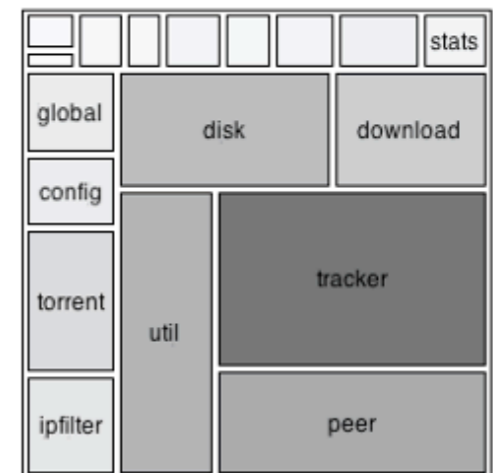 stats
global
disk
download
config
tracker
torrent
util
ipfilter
peer